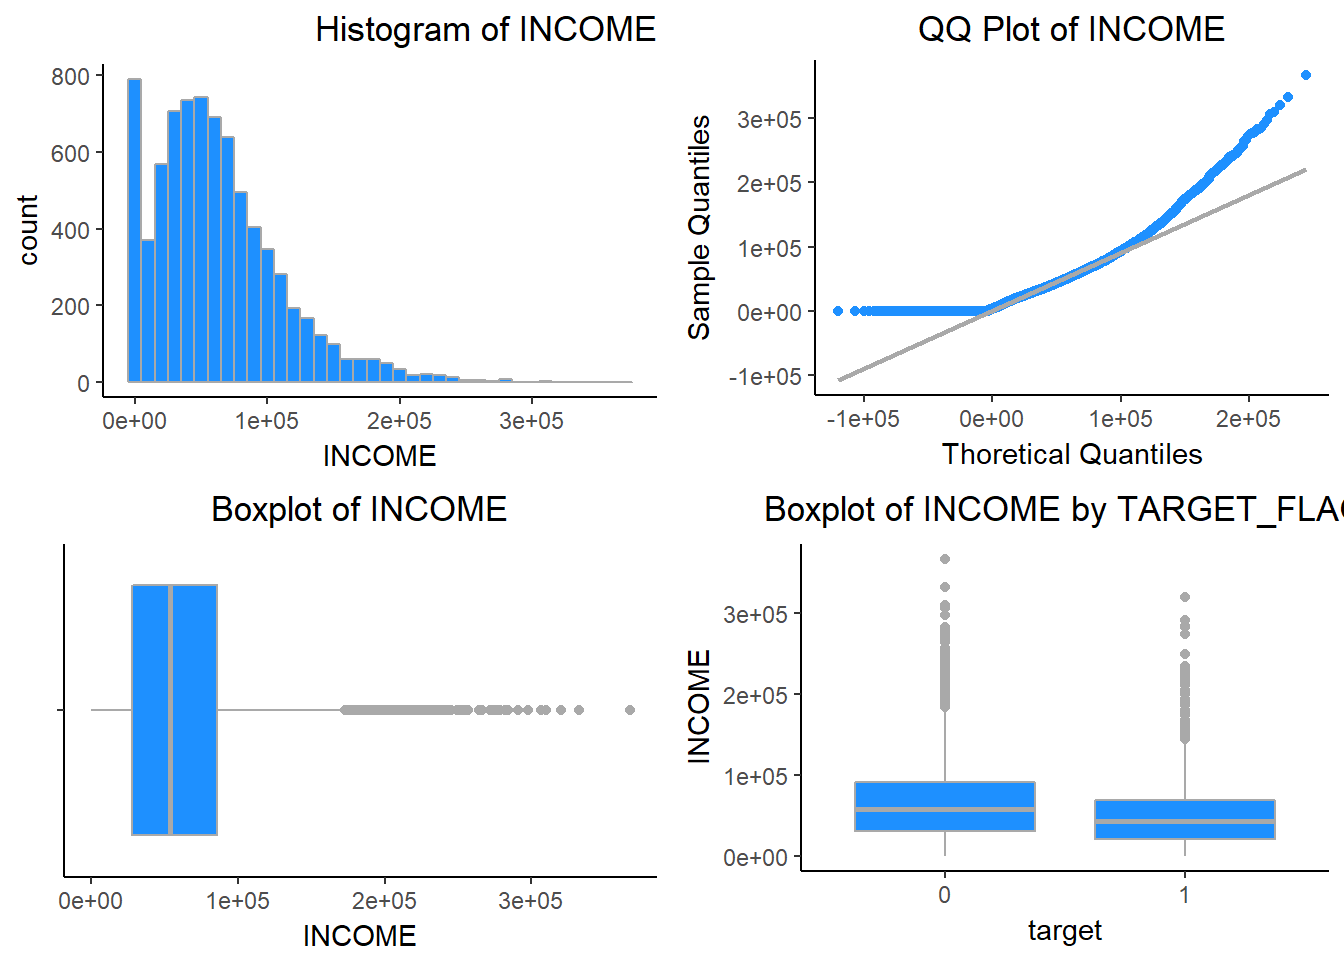 Histogram of INCOME
800
600
400
200
0
count
0e+00 1e+05 2e+05 3e+05
INCOME
QQ Plot of INCOME
3e+05
2e+05
1e+05
0e+00
-1e+05
Sample Quantiles
-1e+05 0e+00 1e+05 2e+05
Thoretical Quantiles
Boxplot of INCOME
0e+00 1e+05 2e+05 3e+05
INCOME
Boxplot of INCOME by TARGET_FLAG
3e+05
2e+05
1e+05
0e+00
INCOME
0 1
target